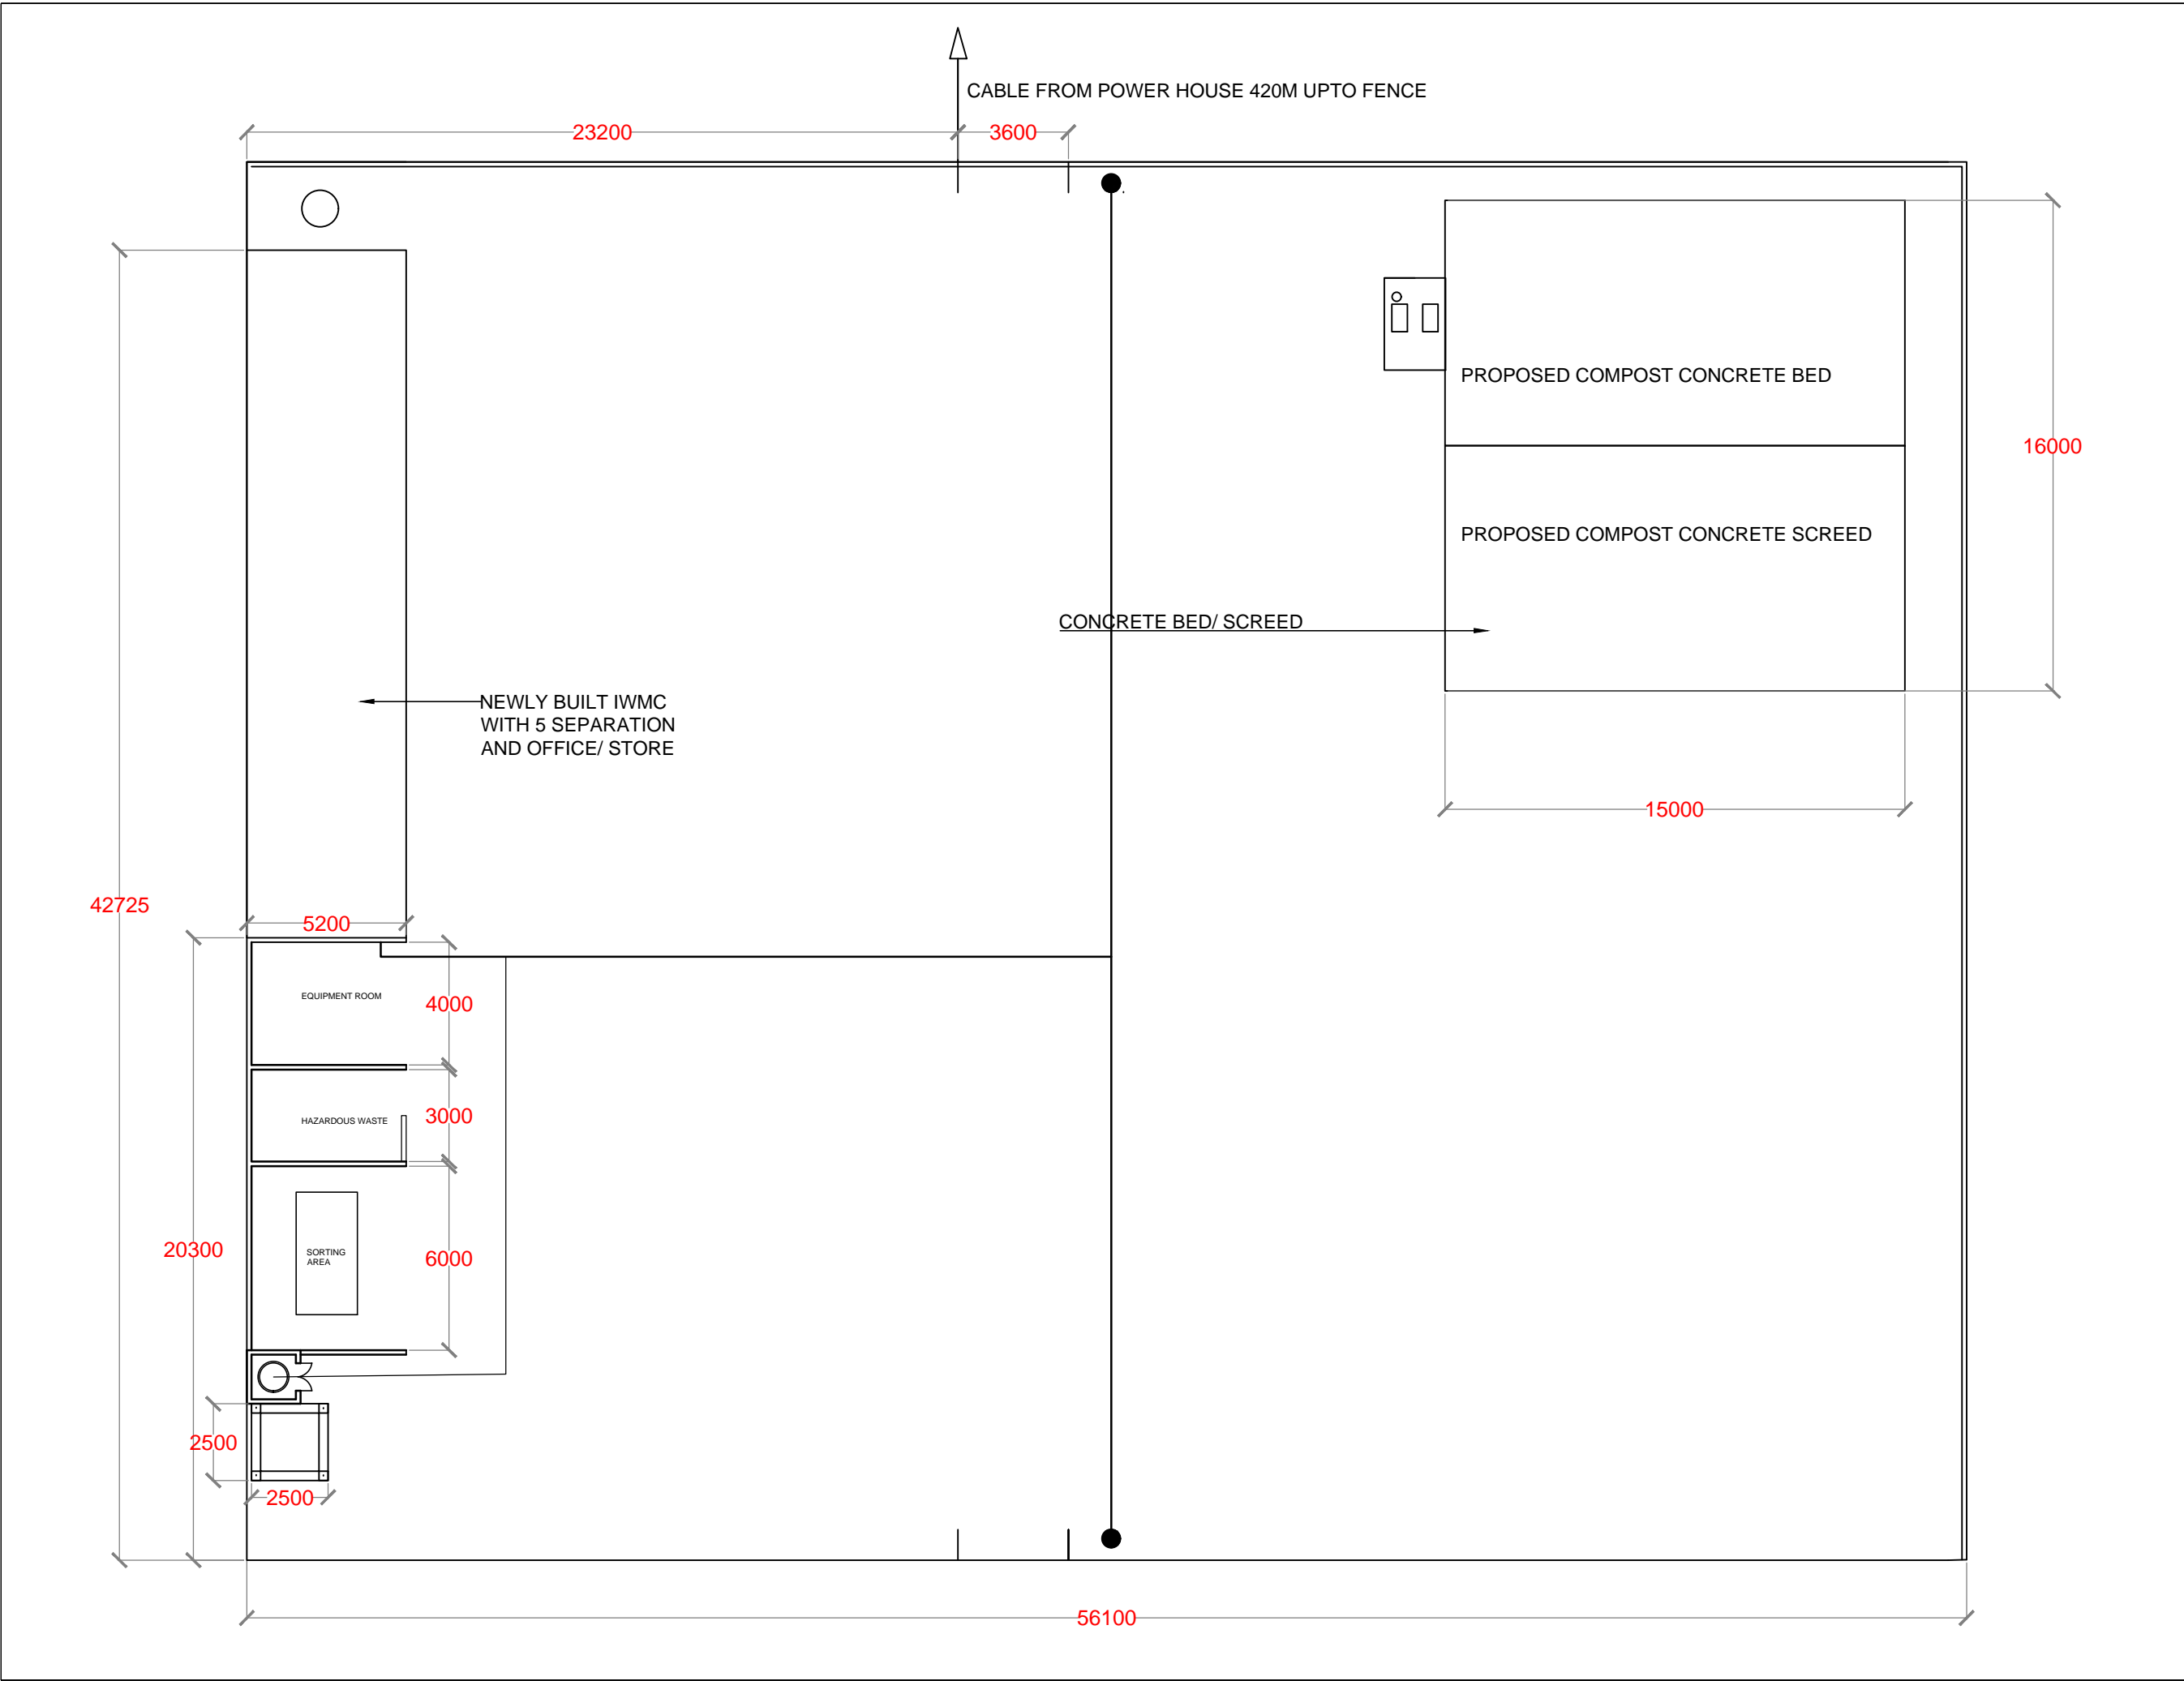 CABLE FROM POWER HOUSE 420M UPTO FENCE
23200
3600
PROPOSED COMPOST CONCRETE BED
16000
PROPOSED COMPOST CONCRETE SCREED
CONCRETE BED/ SCREED
NEWLY BUILT IWMC
WITH 5 SEPARATION
AND OFFICE/ STORE
15000
42725
5200
EQUIPMENT ROOM
4000
HAZARDOUS WASTE
3000
20300
SORTING
AREA
6000
2500
2500
56100